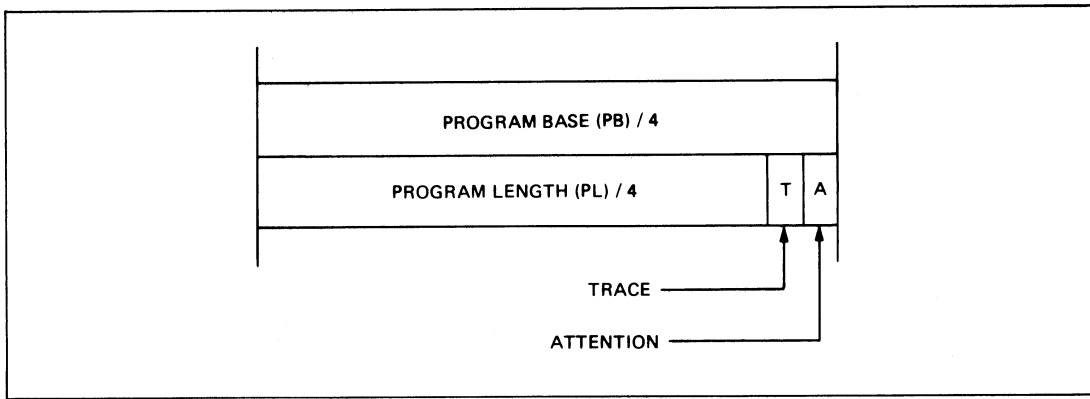 PROGRAM BASE (PB) / 4
PROGRAM LENGTH (PL) / 4 T A
TRACE
ATTENTION